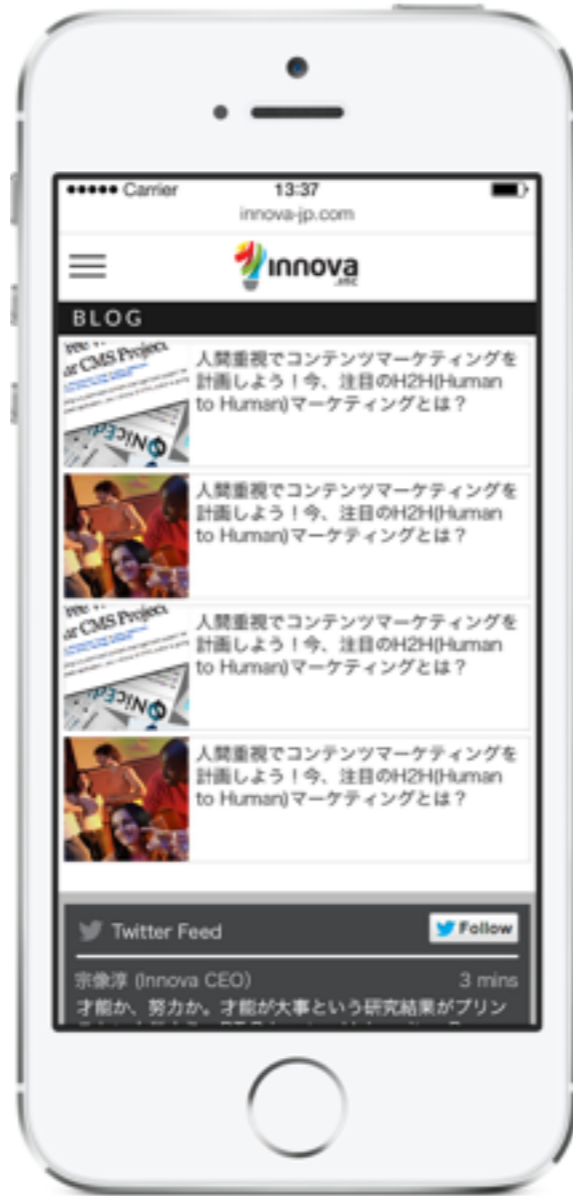 Carrier
13:37
innova-jp.com
innova
.inc
BLOG
ur CMS Project
NicEd
人間重視でコンテンツマーケティングを
計画しよう！今、注目のH2H(Human
to Human)マーケティングとは？
人間重視でコンテンツマーケティングを
計画しよう！今、注目のH2H(Human
to Human)マーケティングとは？
ur CMS Project
NicEd
人間重視でコンテンツマーケティングを
計画しよう！今、注目のH2H(Human
to Human)マーケティングとは？
人間重視でコンテンツマーケティングを
計画しよう！今、注目のH2H(Human
to Human)マーケティングとは？
Twitter Feed
Follow
宗像淳 (Innova CEO)
3 mins
才能か、努力か。才能が大事という研究結果がプリン